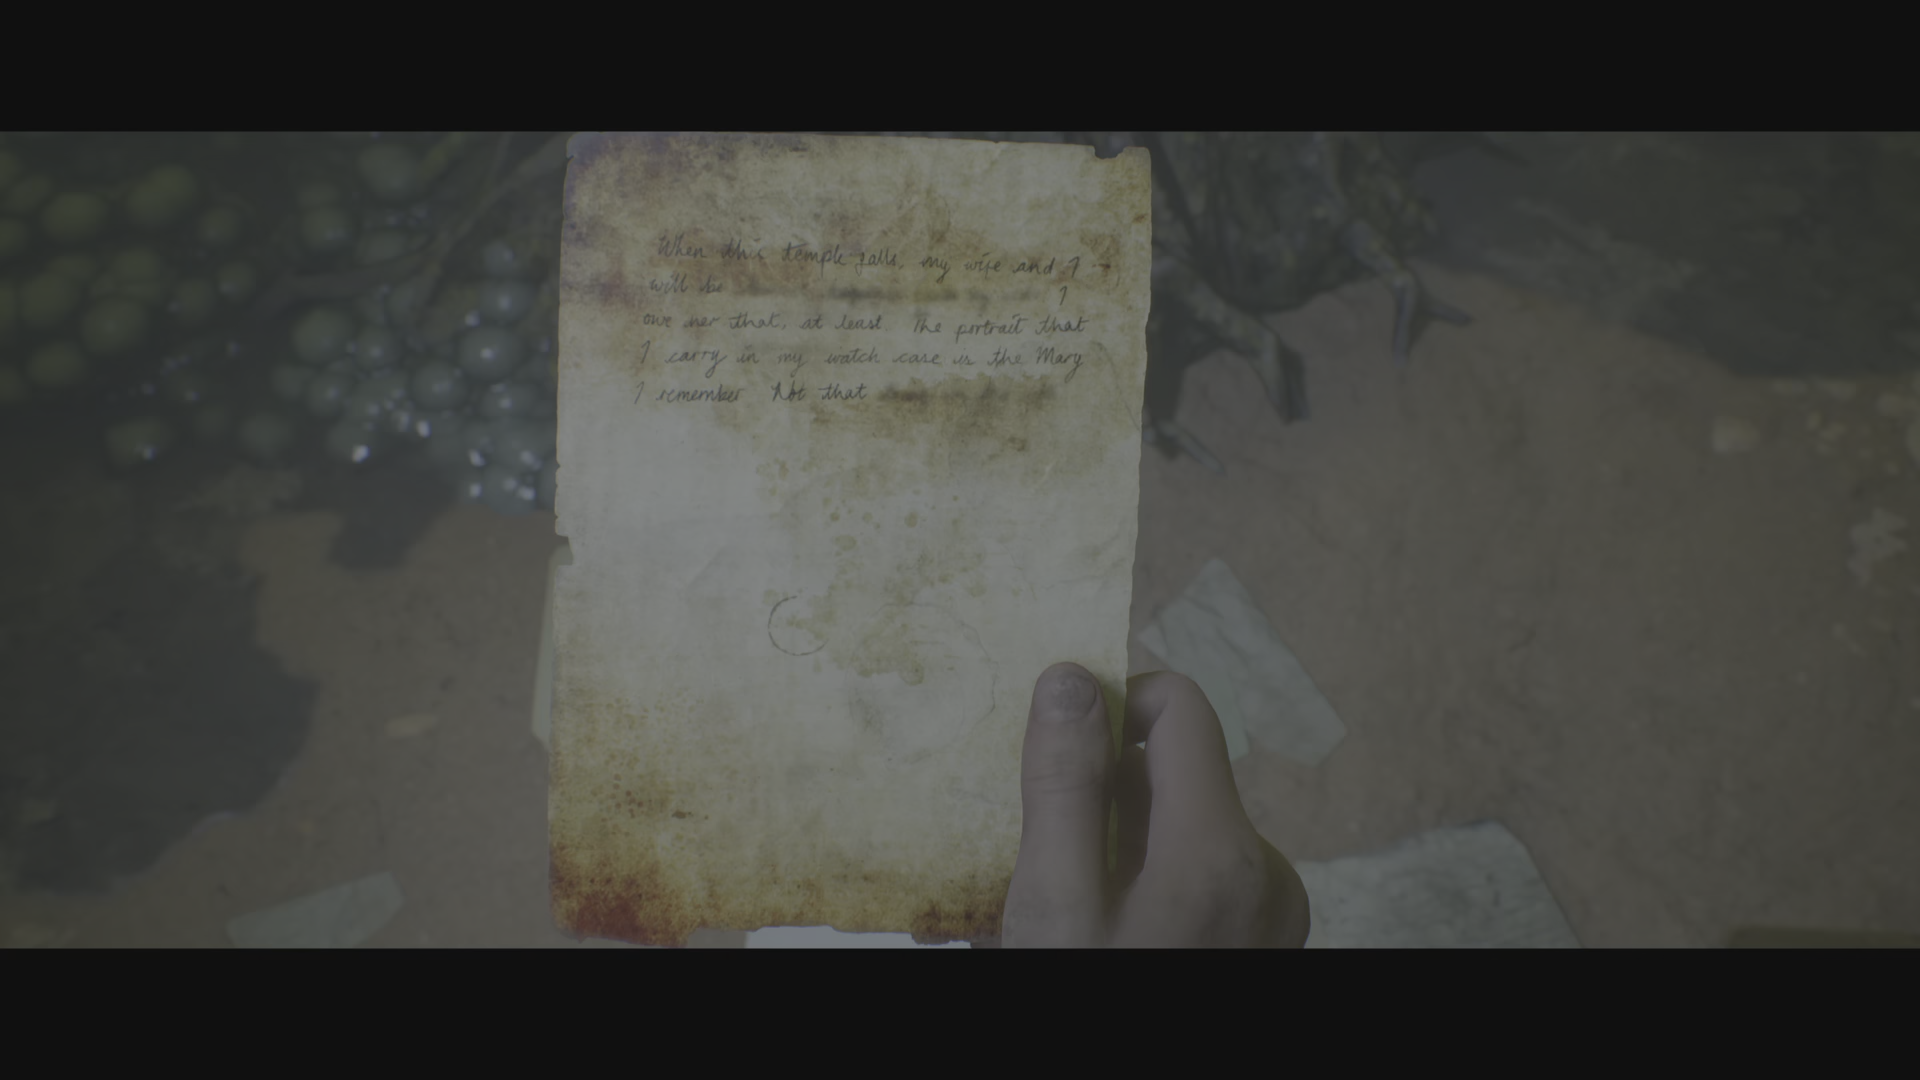 When this temple falls, my wife and I
will be I
owe her that, at least. The portrait that
I carry in my watch case is the Mary
I remember Not that